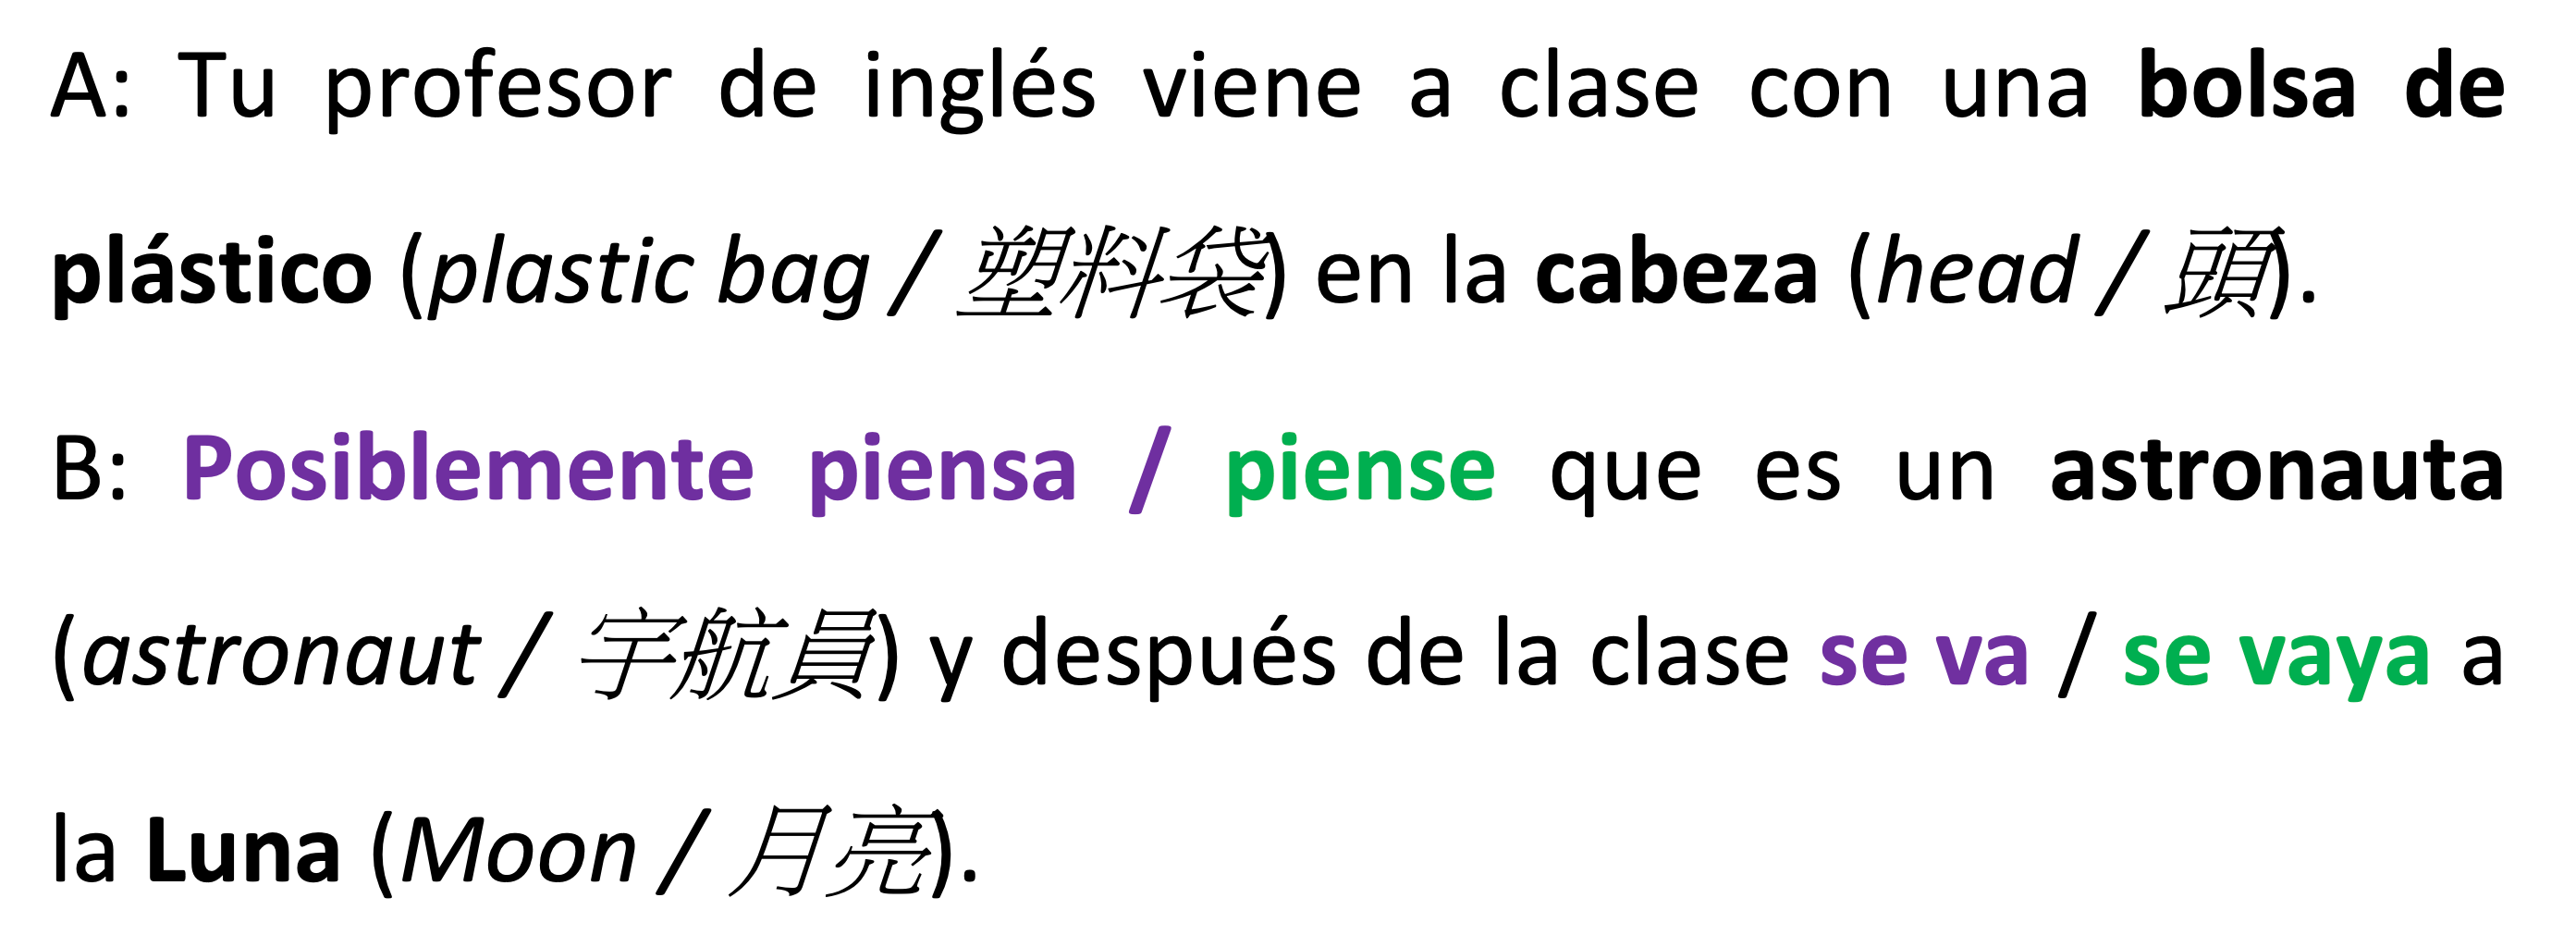 A: Tu profesor de inglés viene a clase con una bolsa de
plástico (plastic bag / 塑料袋) en la cabeza (head / 頭).
B: Posiblemente piensa / piense que es un astronauta
(astronaut / 宇航員) y después de la clase se va / se vaya a
la Luna (Moon / 月亮).